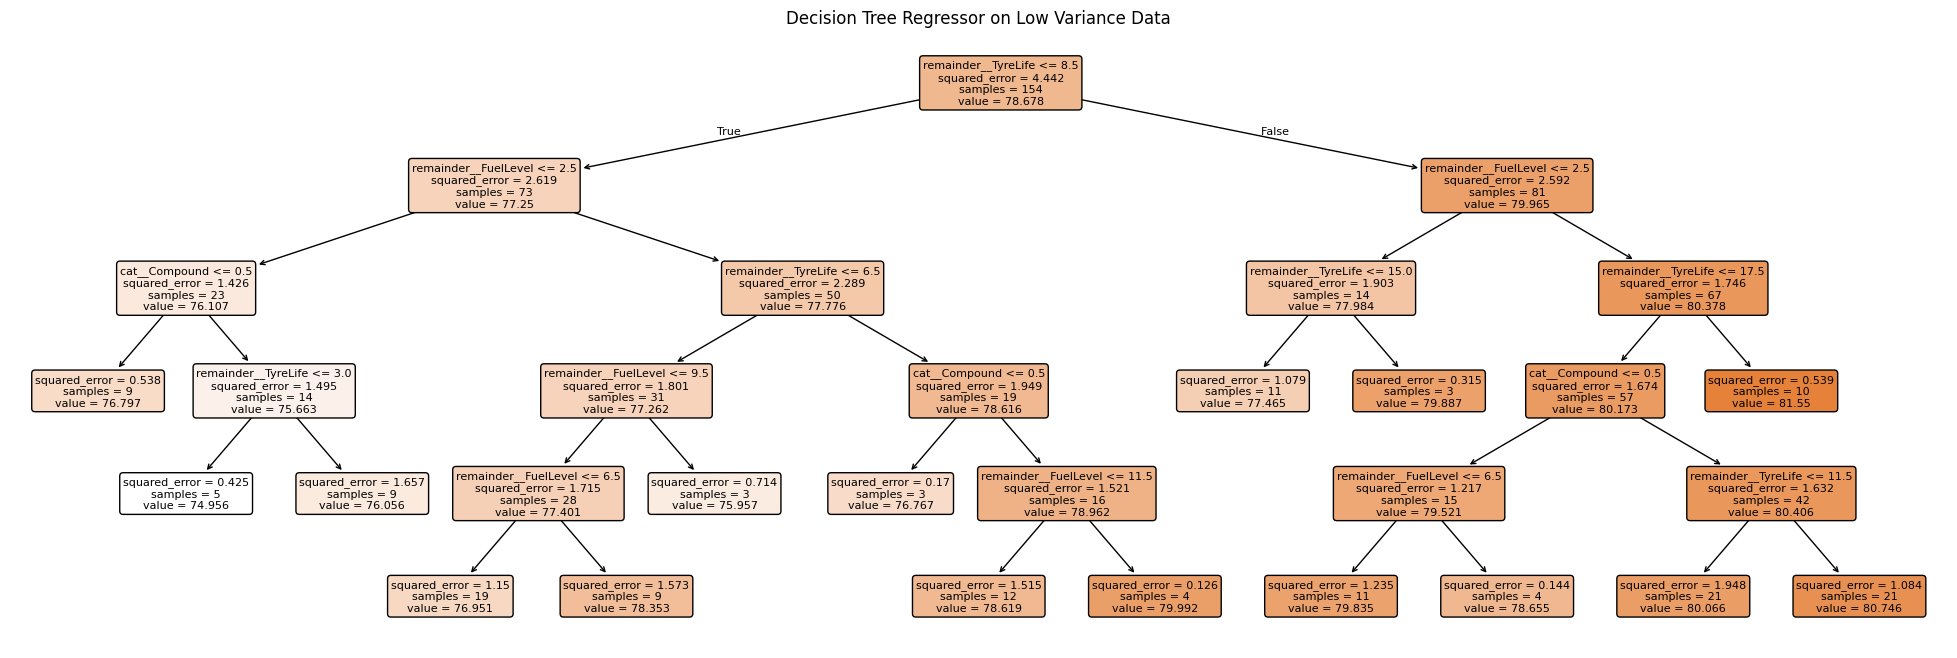 Decision Tree Regressor on Low Variance Data
remainder__TyreLife <= 8.5
squared_error = 4.442
samples = 154
value = 78.678
True
False
remainder__FuelLevel <= 2.5
squared_error = 2.619
samples = 73
value = 77.25
remainder__FuelLevel <= 2.5
squared_error = 2.592
samples = 81
value = 79.965
cat__Compound <= 0.5
squared_error = 1.426
samples = 23
value = 76.107
remainder__TyreLife <= 6.5
squared_error = 2.289
samples = 50
value = 77.776
remainder__TyreLife <= 15.0
squared_error = 1.903
samples = 14
value = 77.984
remainder__TyreLife <= 17.5
squared_error = 1.746
samples = 67
value = 80.378
squared_error = 0.538
samples = 9
value = 76.797
remainder__TyreLife <= 3.0
squared_error = 1.495
samples = 14
value = 75.663
remainder__FuelLevel <= 9.5
squared_error = 1.801
samples = 31
value = 77.262
cat__Compound <= 0.5
squared_error = 1.949
samples = 19
value = 78.616
squared_error = 1.079
samples = 11
value = 77.465
squared_error = 0.315
samples = 3
value = 79.887
cat__Compound <= 0.5
squared_error = 1.674
samples = 57
value = 80.173
squared_error = 0.539
samples = 10
value = 81.55
squared_error = 0.425
samples = 5
value = 74.956
squared_error = 1.657
samples = 9
value = 76.056
remainder__FuelLevel <= 6.5
squared_error = 1.715
samples = 28
value = 77.401
squared_error = 0.714
samples = 3
value = 75.957
squared_error = 0.17
samples = 3
value = 76.767
remainder__FuelLevel <= 11.5
squared_error = 1.521
samples = 16
value = 78.962
remainder__FuelLevel <= 6.5
squared_error = 1.217
samples = 15
value = 79.521
remainder__TyreLife <= 11.5
squared_error = 1.632
samples = 42
value = 80.406
squared_error = 1.15
samples = 19
value = 76.951
squared_error = 1.573
samples = 9
value = 78.353
squared_error = 1.515
samples = 12
value = 78.619
squared_error = 0.126
samples = 4
value = 79.992
squared_error = 1.235
samples = 11
value = 79.835
squared_error = 0.144
samples = 4
value = 78.655
squared_error = 1.948
samples = 21
value = 80.066
squared_error = 1.084
samples = 21
value = 80.746